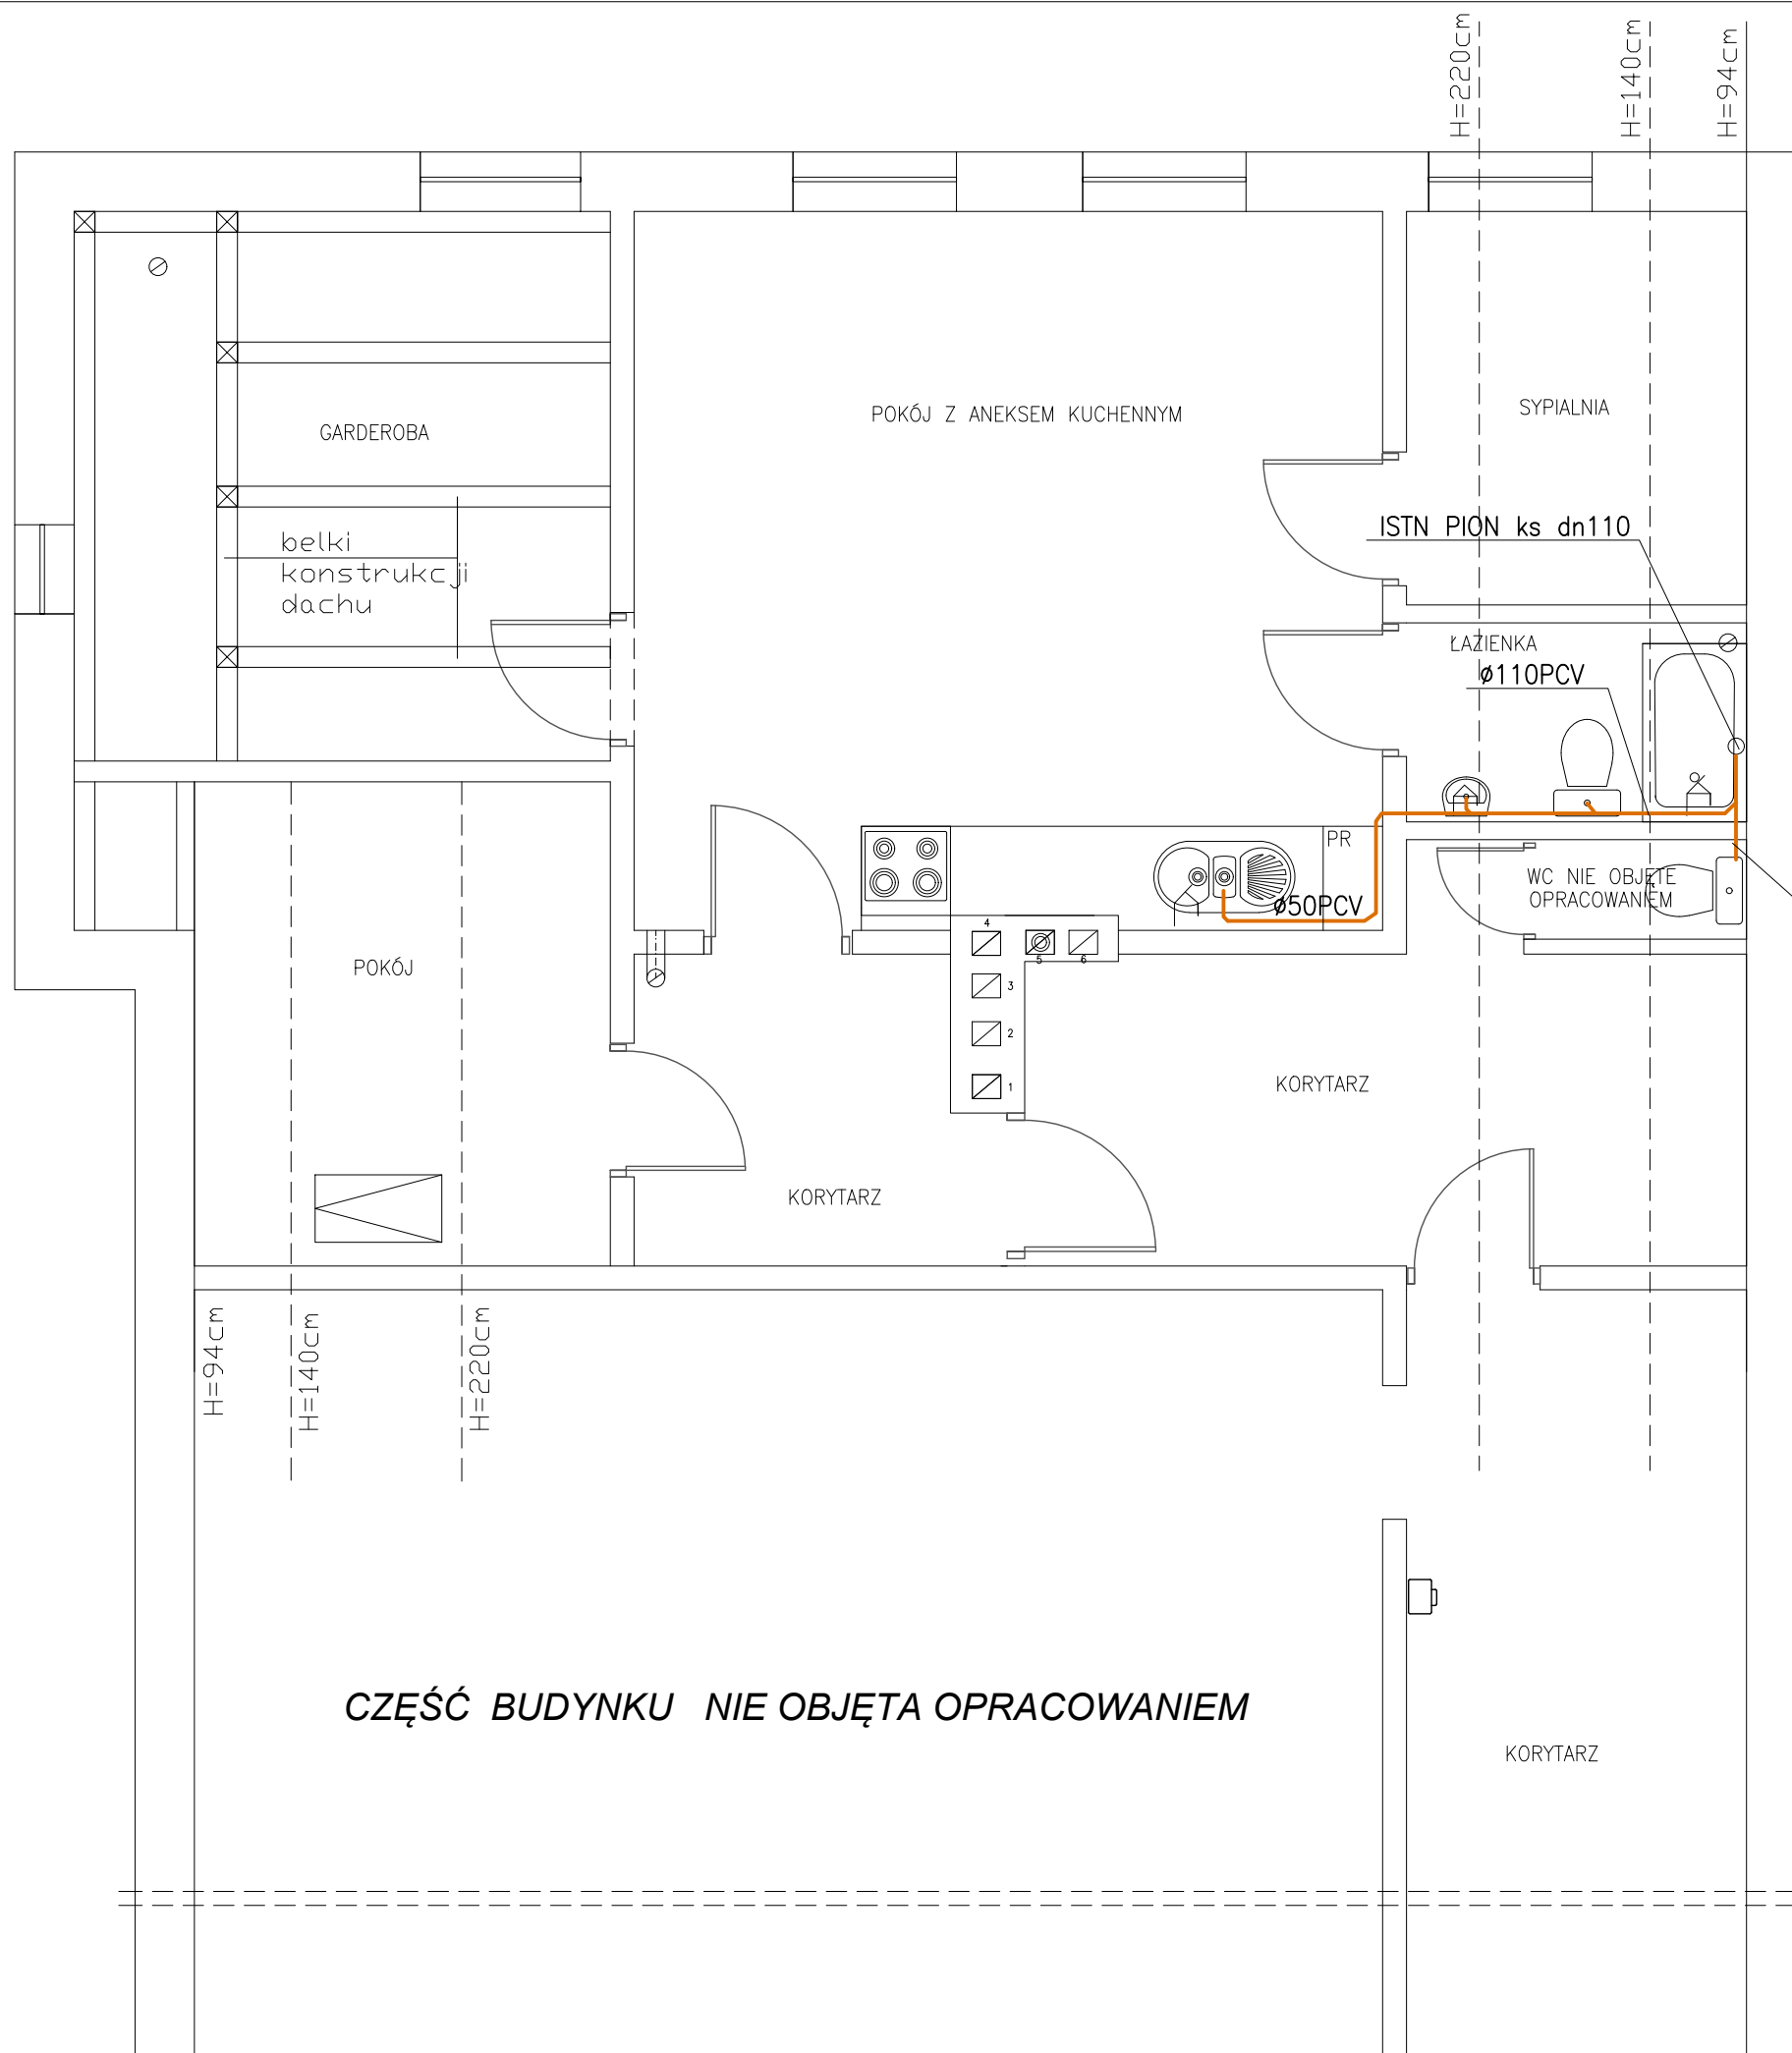 H=220cm
H=140cm
H=94cm
SYPIALNIA
POKÓJ Z ANEKSEM KUCHENNYM
GARDEROBA
ISTN PION ks dn110
belki
konstrukcji
dachu
ŁAZIENKA
ø110PCV
PR
WC NIE OBJĘTE
OPRACOWANIEM
ø50PCV
4
5
6
POKÓJ
3
2
1
KORYTARZ
KORYTARZ
H=94cm
H=140cm
H=220cm
CZĘŚĆ BUDYNKU NIE OBJĘTA OPRACOWANIEM
KORYTARZ